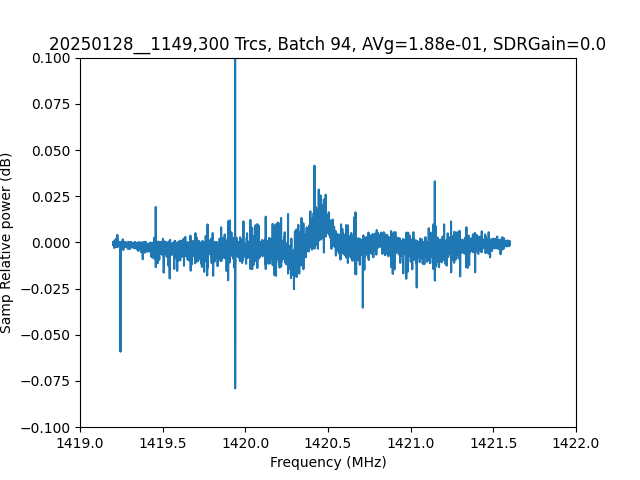 20250128__1149,300 Trcs, Batch 94, AVg=1.88e-01, SDRGain=0.0
0.100
0.075
0.050
0.025
0.000
−0.025
−0.050
−0.075
−0.100
Samp Relative power (dB)
1419.0 1419.5 1420.0 1420.5 1421.0 1421.5 1422.0
Frequency (MHz)